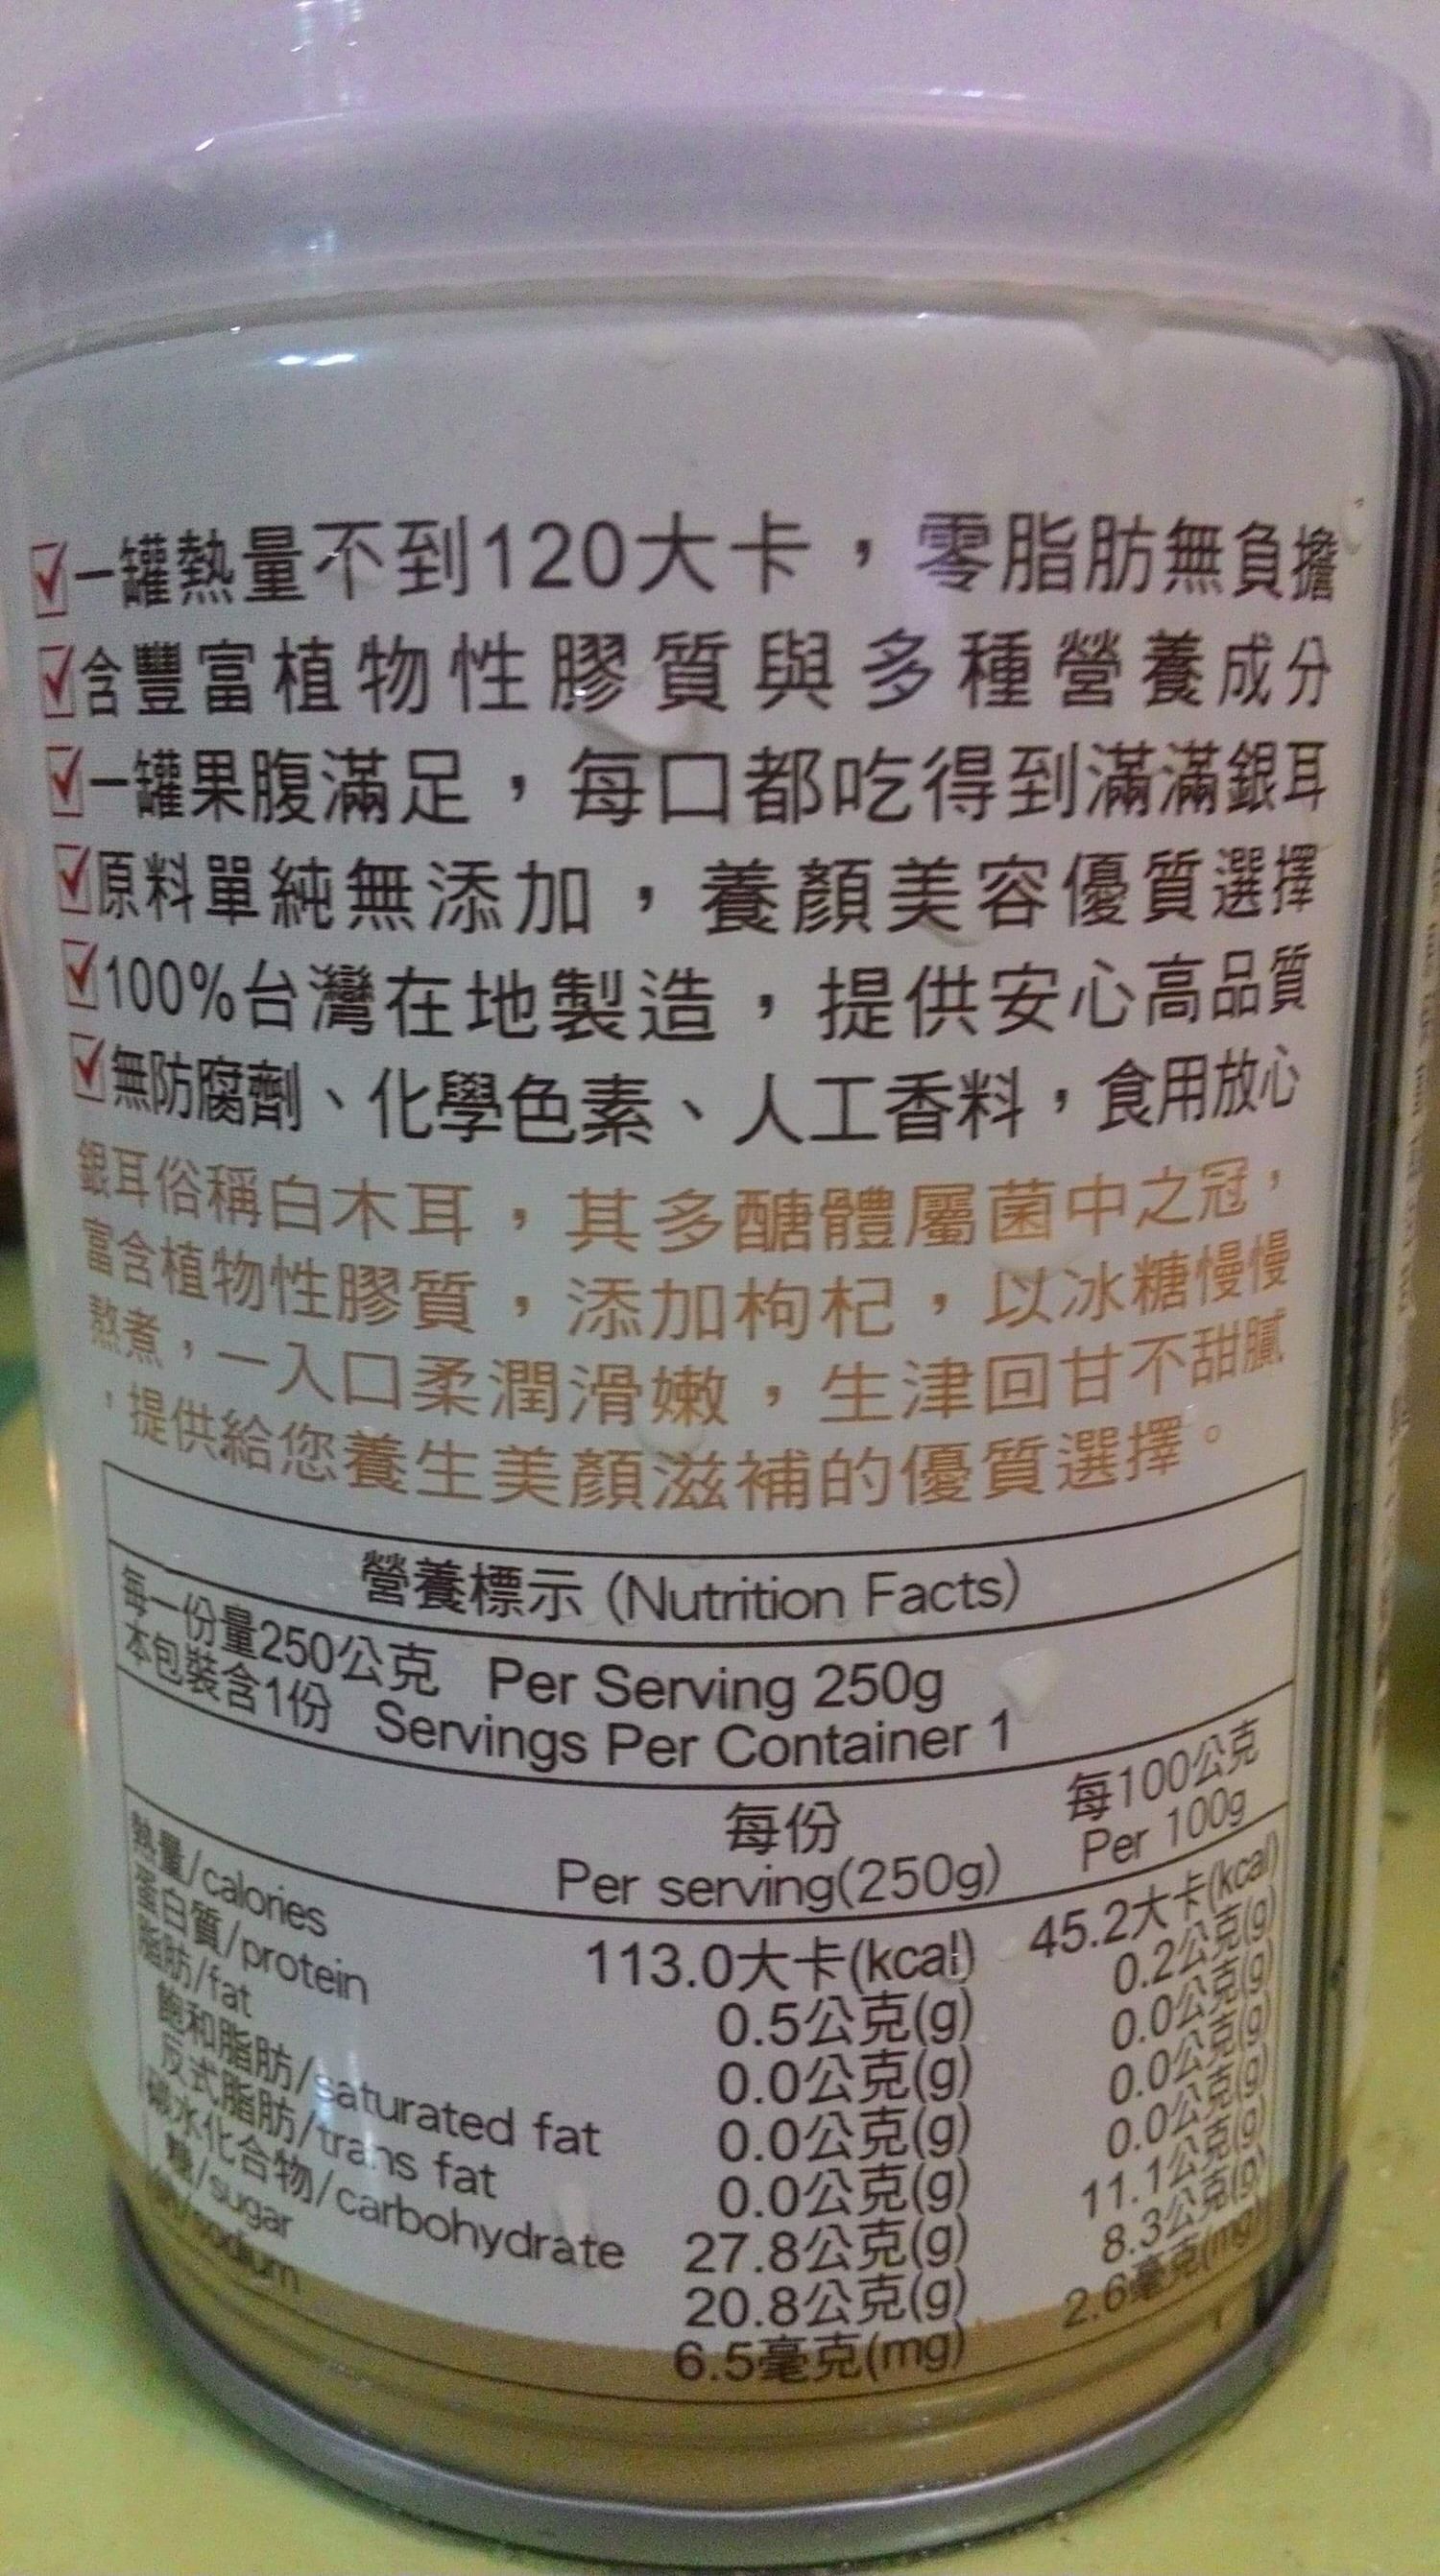 一罐熱量不到120大卡，零脂肪無負擔
含豐富植物性膠質與多種營養成分
一罐果腹滿足，每口都吃得到滿滿銀耳
原料單純無添加，養顏美容優質選擇
100%台灣在地製造，提供安心高品質
無防腐劑、化學色素、人工香料，食用放心
銀耳俗稱白木耳，其多醣體屬菌中之冠，
富含植物性膠質，添加枸杞，以冰糖慢慢
熬煮，一入口柔潤滑嫩，生津回甘不甜膩
，提供給您養生美顏滋補的優質選擇。
營養標示 (Nutrition Facts)
每一份量250公克 Per Serving 250g
本包裝含1份 Servings Per Container 1
每份 每100公克
Per serving(250g) Per 100g
熱量/calories 113.0大卡(kcal) 45.2大卡(kcal)
蛋白質/protein 0.5公克(g) 0.2公克(g)
脂肪/fat 0.0公克(g) 0.0公克(g)
飽和脂肪/saturated fat 0.0公克(g) 0.0公克(g)
反式脂肪/trans fat 0.0公克(g) 0.0公克(g)
碳水化合物/carbohydrate 27.8公克(g) 11.1公克(g)
糖/sugar 20.8公克(g) 8.3公克(g)
/sodium 6.5毫克(mg) 2.6毫克(mg)